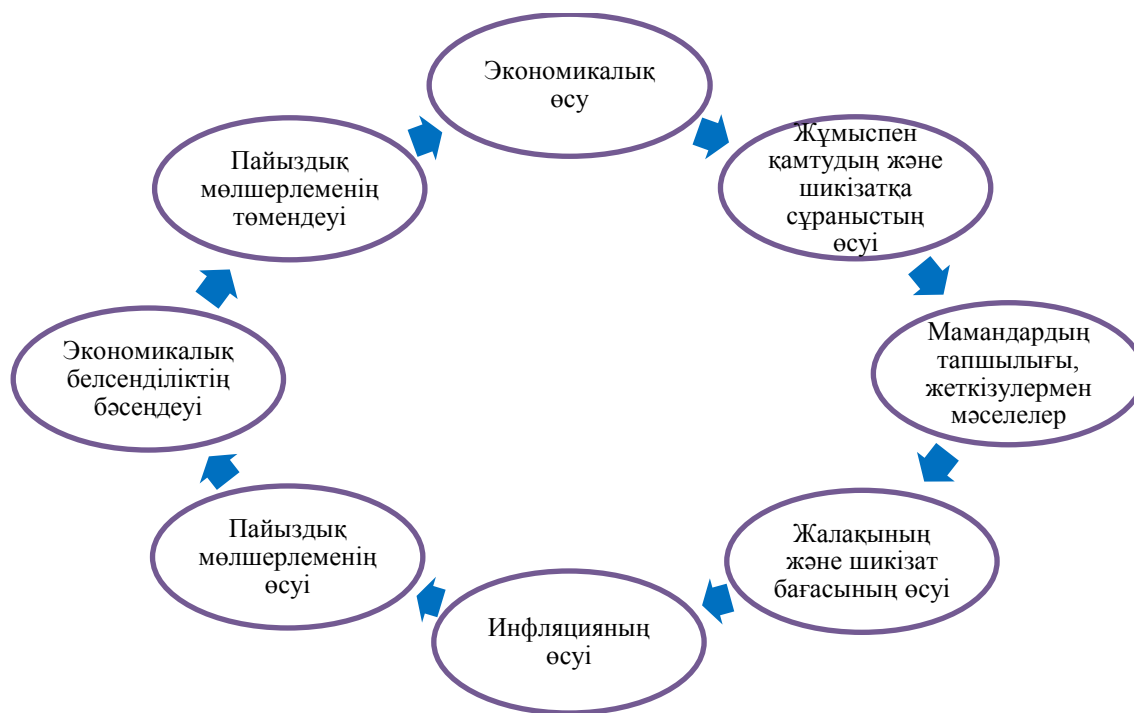 Экономикалық
өсу
Жұмыспен
қамтудың және
шикізатқа
сұраныстың
өсуі
Мамандардың
тапшылығы,
жеткізулермен
мәселелер
Жалақының
және шикізат
бағасының өсуі
Инфляцияның
өсуі
Пайыздық
мөлшерлеменің
өсуі
Экономикалық
белсенділіктің
бәсеңдеуі
Пайыздық
мөлшерлеменің
төмендеуі